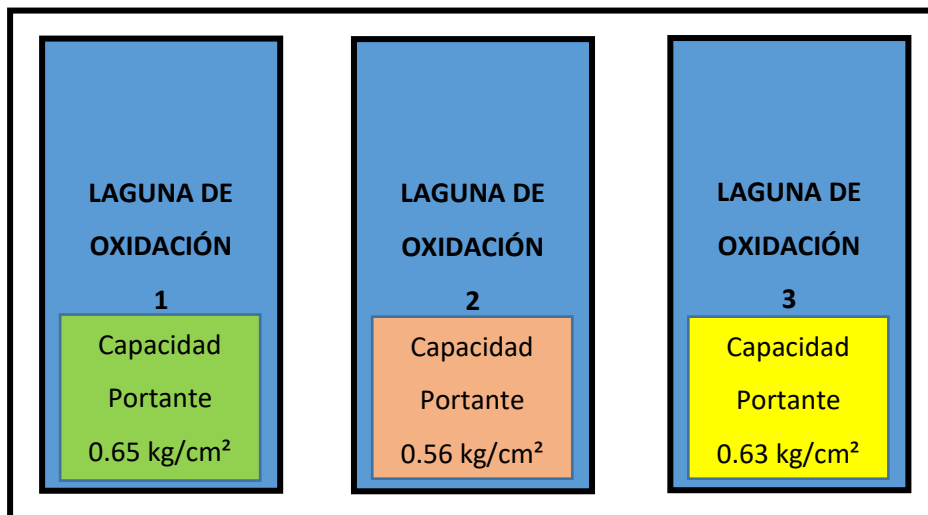 LAGUNA DE
OXIDACIÓN
1
Capacidad
Portante
0.65 kg/cm²
LAGUNA DE
OXIDACIÓN
2
Capacidad
Portante
0.56 kg/cm²
LAGUNA DE
OXIDACIÓN
3
Capacidad
Portante
0.63 kg/cm²